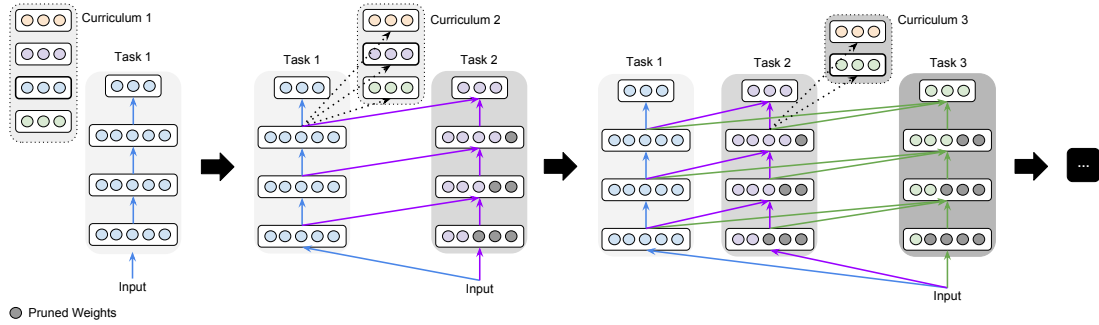 Curriculum 1
Task 1
Input
Pruned Weights
Curriculum 2
Task 1
Task 2
Input
Curriculum 3
Task 1
Task 2
Task 3
Input
...